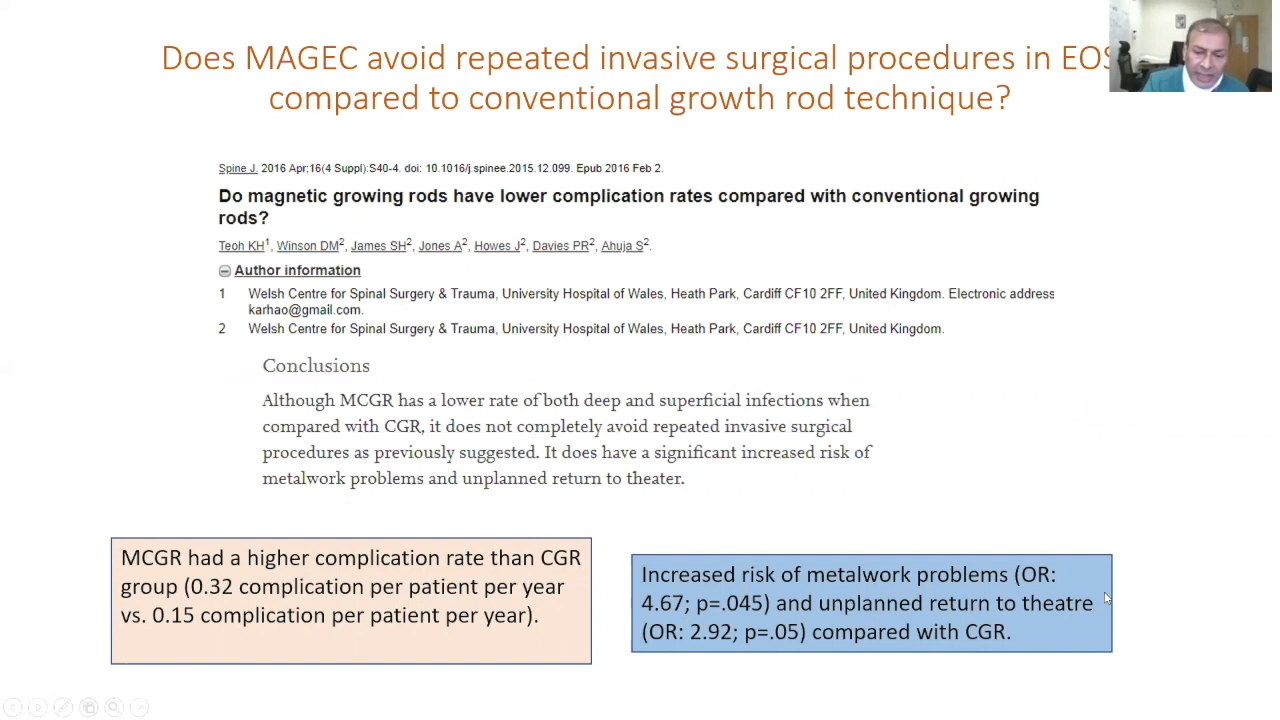 Does MAGEC avoid repeated invasive surgical procedures in EOS
compared to conventional growth rod technique?
Spine J. 2016 Apr;16(4 Suppl):S40-4. doi: 10.1016/j.spinee.2015.12.099. Epub 2016 Feb 2.
Do magnetic growing rods have lower complication rates compared with conventional growing
rods?
Teoh KH1, Winson DM2, James SH2, Jones A2, Howes J2, Davies PR2, Ahuja S2.
Author information
1 Welsh Centre for Spinal Surgery & Trauma, University Hospital of Wales, Heath Park, Cardiff CF10 2FF, United Kingdom. Electronic address
karhao@gmail.com.
2 Welsh Centre for Spinal Surgery & Trauma, University Hospital of Wales, Heath Park, Cardiff CF10 2FF, United Kingdom.
Conclusions
Although MCGR has a lower rate of both deep and superficial infections when
compared with CGR, it does not completely avoid repeated invasive surgical
procedures as previously suggested. It does have a significant increased risk of
metalwork problems and unplanned return to theater.
MCGR had a higher complication rate than CGR
group (0.32 complication per patient per year
vs. 0.15 complication per patient per year).
Increased risk of metalwork problems (OR:
4.67; p=.045) and unplanned return to theatre
(OR: 2.92; p=.05) compared with CGR.